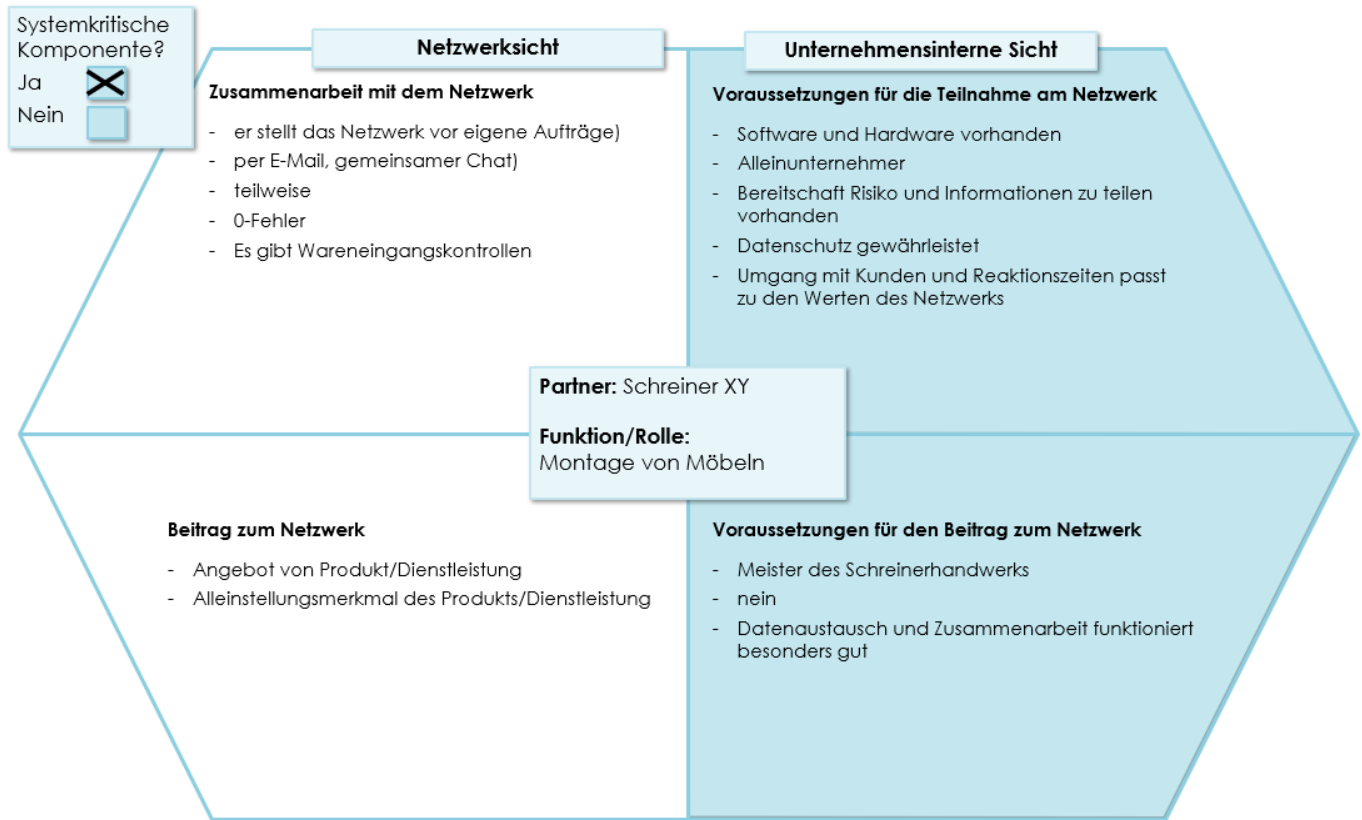 Systemkritische
Komponente?
Ja
Nein
Netzwerksicht
Zusammenarbeit mit dem Netzwerk
- er stellt das Netzwerk vor eigene Aufträge)
- per E-Mail, gemeinsamer Chat)
- teilweise
- 0-Fehler
- Es gibt Wareneingangskontrollen
Unternehmensinterne Sicht
Voraussetzungen für die Teilnahme am Netzwerk
- Software und Hardware vorhanden
- Alleinunternehmer
- Bereitschaft Risiko und Informationen zu teilen
vorhanden
- Datenschutz gewährleistet
- Umgang mit Kunden und Reaktionszeiten passt
zu den Werten des Netzwerks
Partner: Schreiner XY
Funktion/Rolle:
Montage von Möbeln
Beitrag zum Netzwerk
- Angebot von Produkt/Dienstleistung
- Alleinstellungsmerkmal des Produkts/Dienstleistung
Voraussetzungen für den Beitrag zum Netzwerk
- Meister des Schreinerhandwerks
- nein
- Datenaustausch und Zusammenarbeit funktioniert
besonders gut